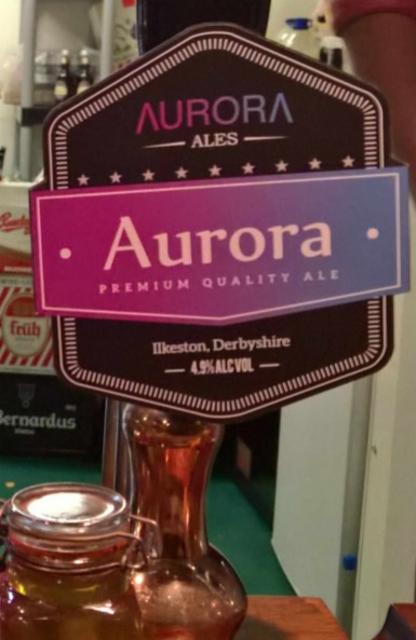 AURORA
ALES
Aurora
PREMIUM QUALITY ALE
Ilkeston, Derbyshire
4.9% ALC VOL
früh
Bernardus